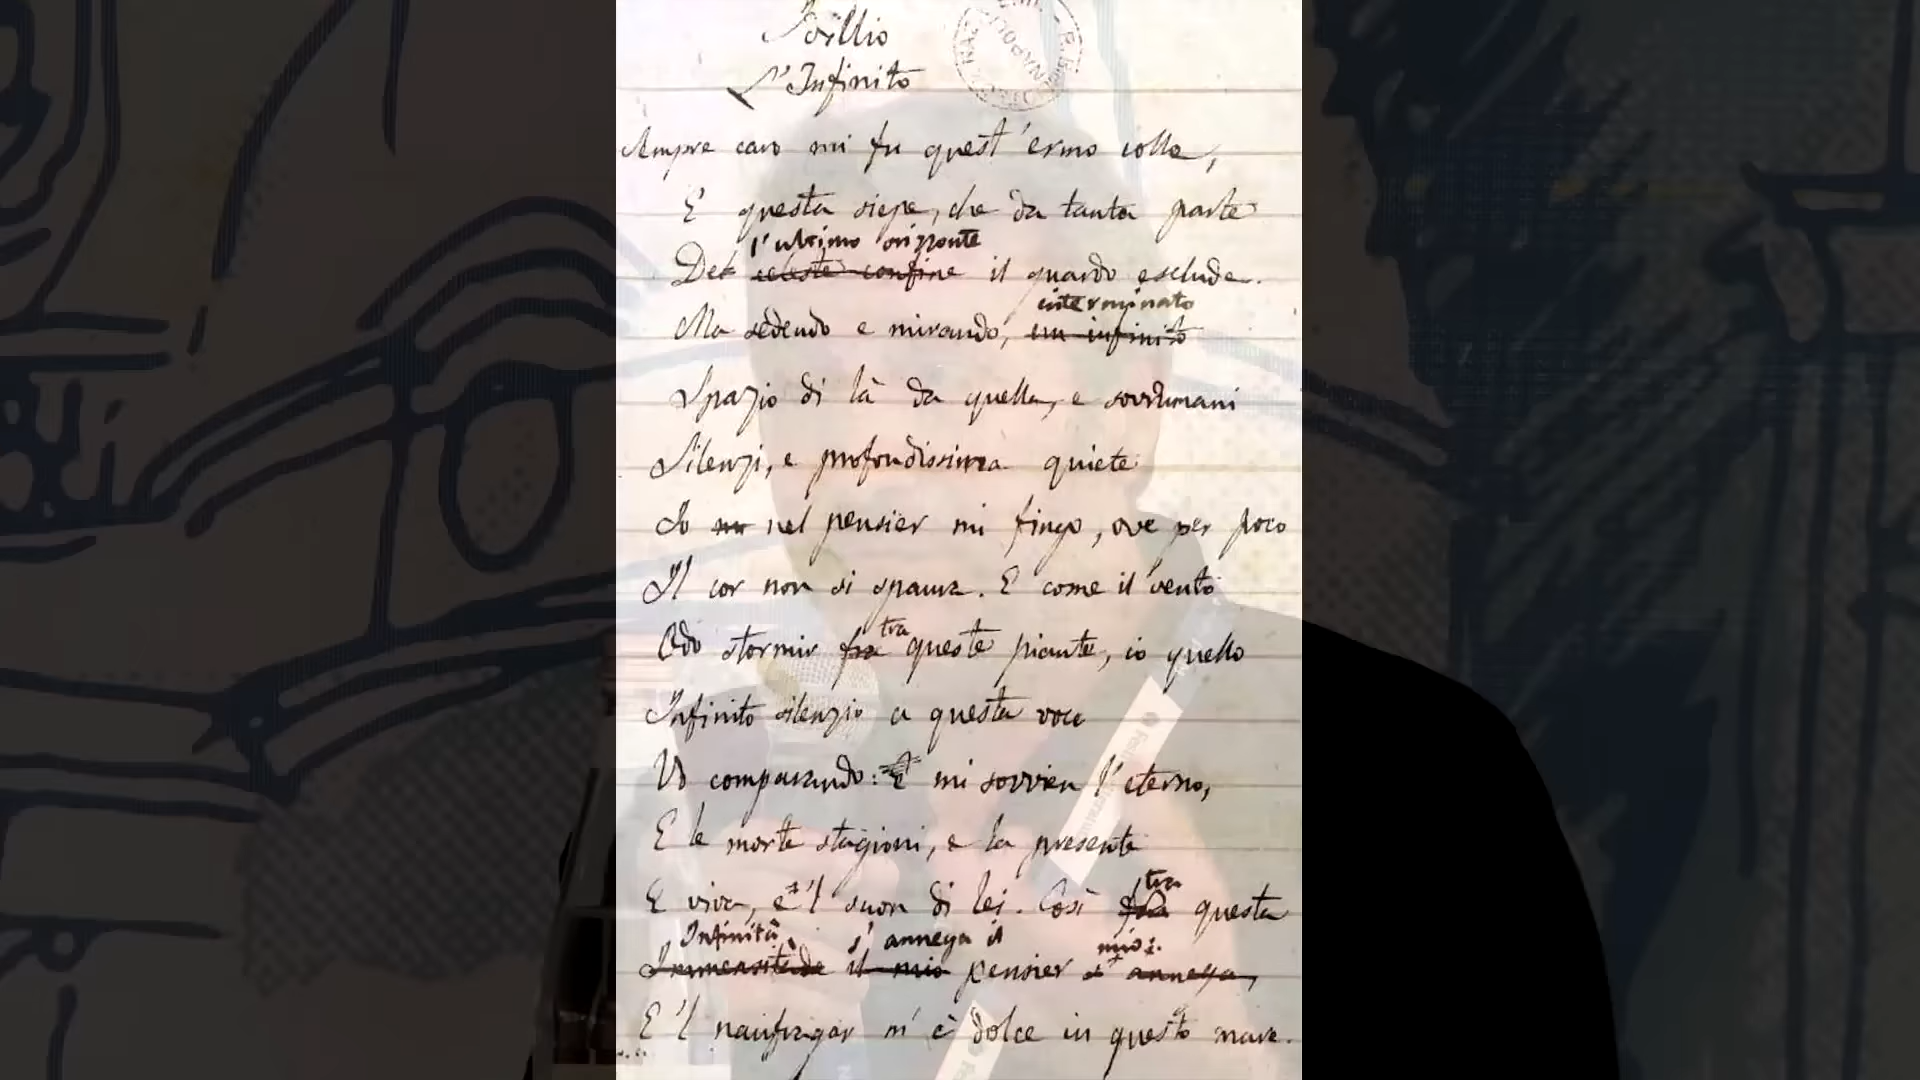 Idillio
L'Infinito
NAPOLI
Sempre caro mi fu quest'ermo colle,
E questa siepe, che da tanta parte
l'ultimo orizzonte
Del celeste confine il guardo esclude.
interminato
Ma sedendo e mirando, un infinito
Spazio di là da quella, e sovrumani
Silenzi, e profondissima quiete
Io nel pensier mi fingo, ove per poco
Il cor non si spaura. E come il vento
tra
Odo stormir fra queste piante, io quello
Infinito silenzio a questa voce
Vo comparando: E mi sovvien l'eterno,
E le morte stagioni, e la presente
tra
E viva, e 'l suon di lei. Così fra questa
Infinità s'annega il mio:
Immensitade il mio pensier s'annega,
E 'l naufragar m'è dolce in questo mare.